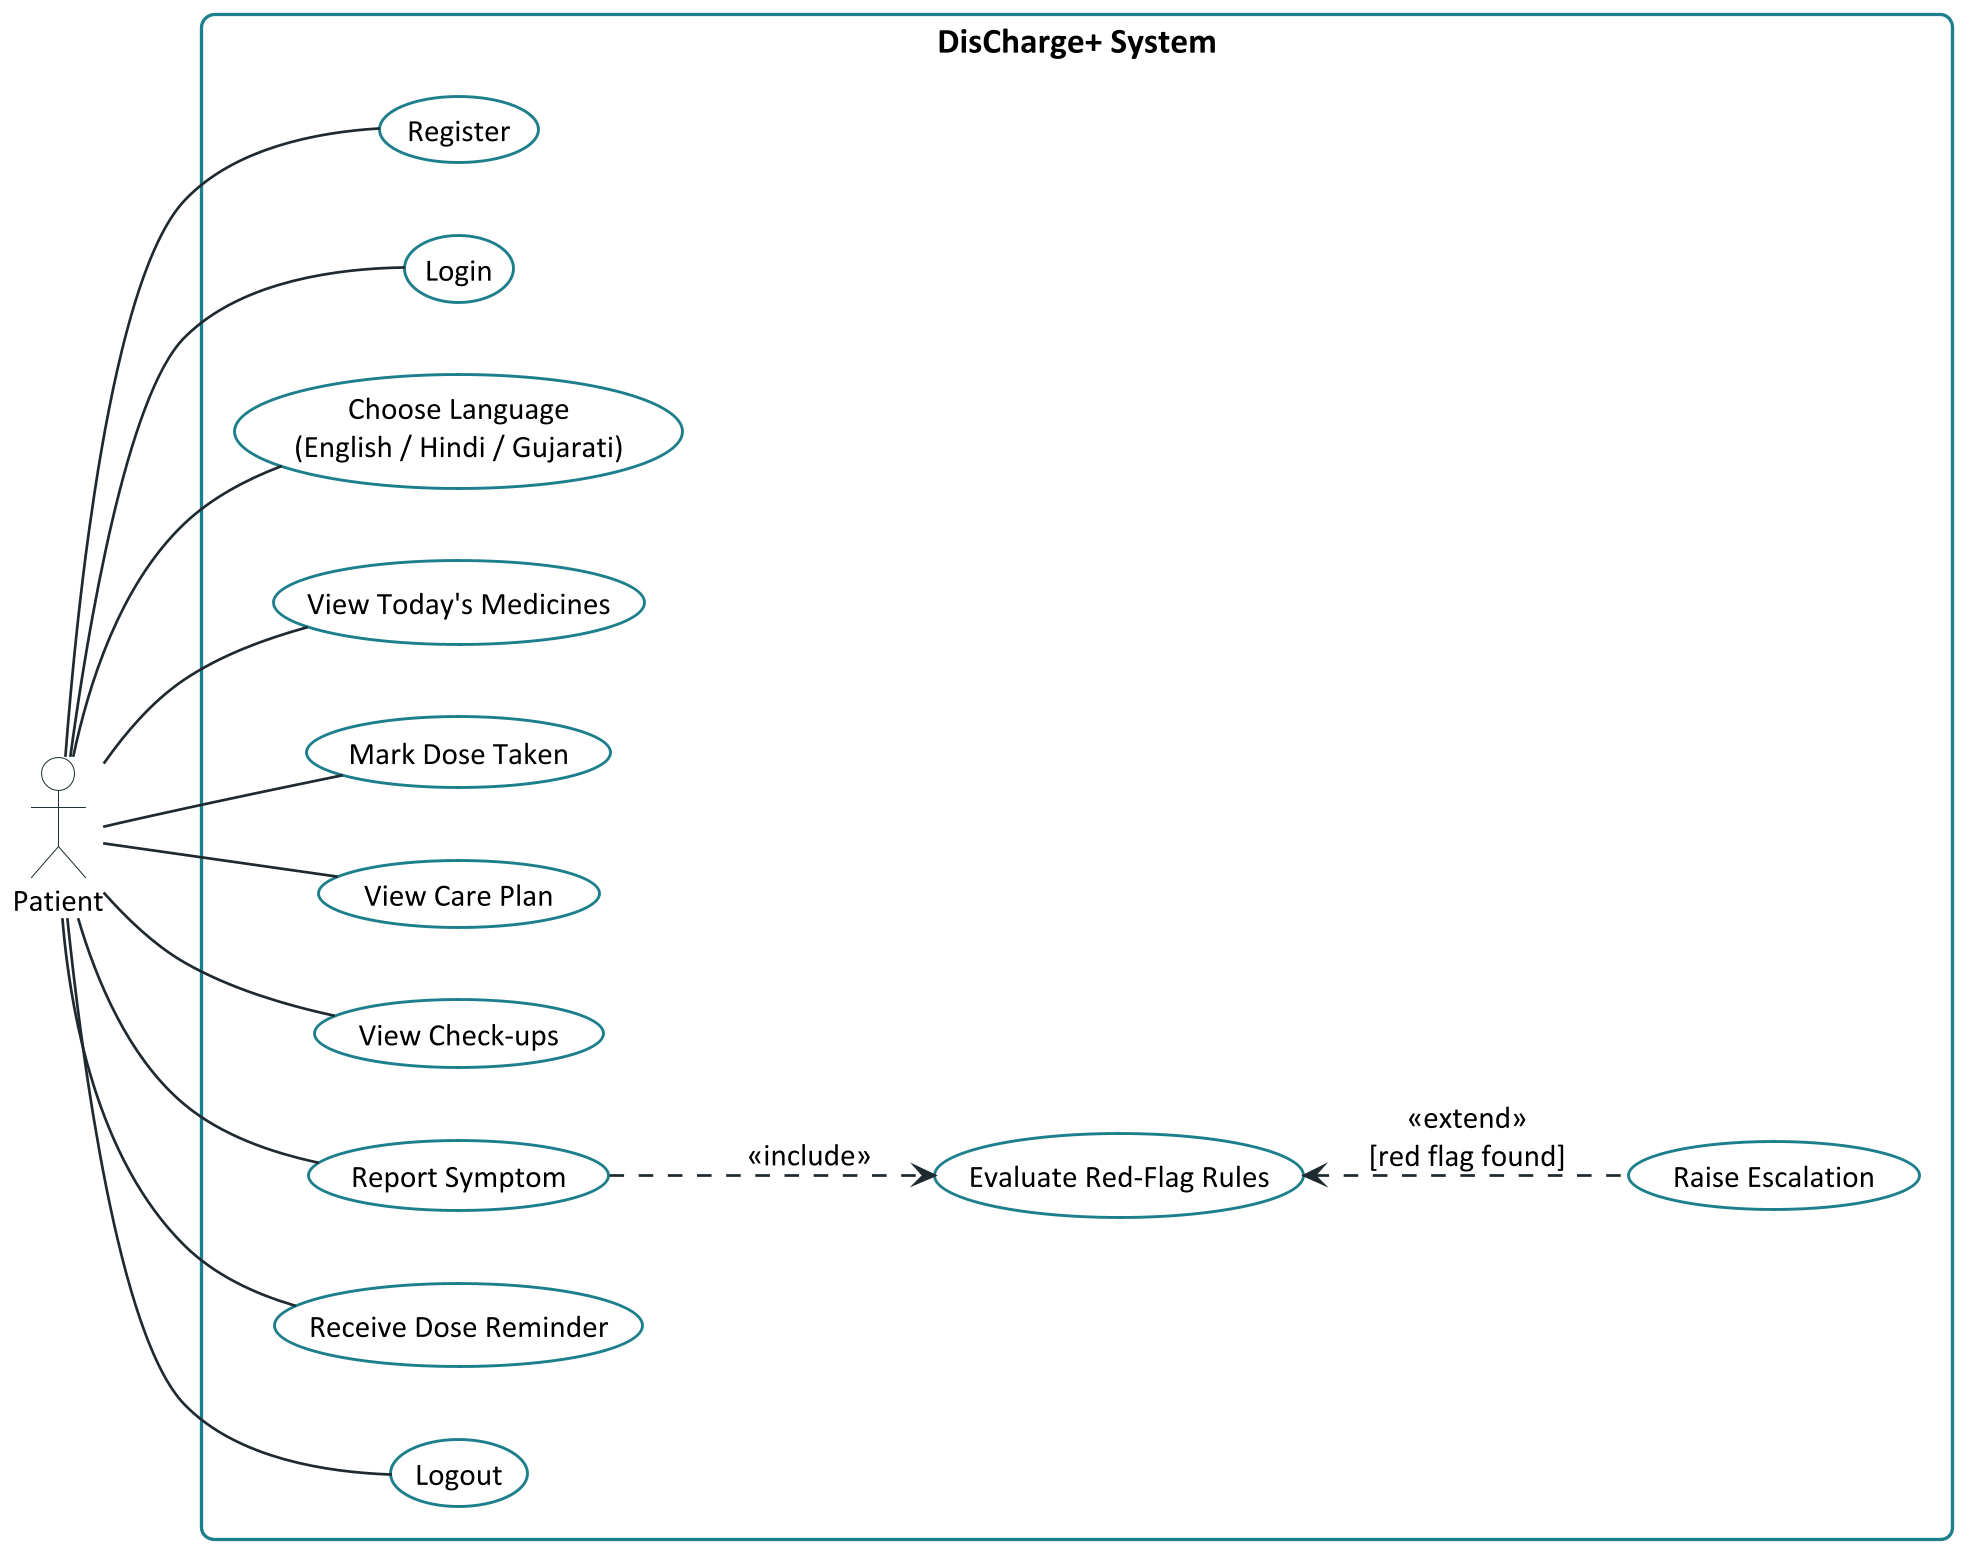 DisCharge+ System
Register
Login
Choose Language
(English / Hindi / Gujarati)
View Today's Medicines
Mark Dose Taken
View Care Plan
Patient
View Check-ups
Report Symptom
«include»
Evaluate Red-Flag Rules
«extend»
[red flag found]
Raise Escalation
Receive Dose Reminder
Logout